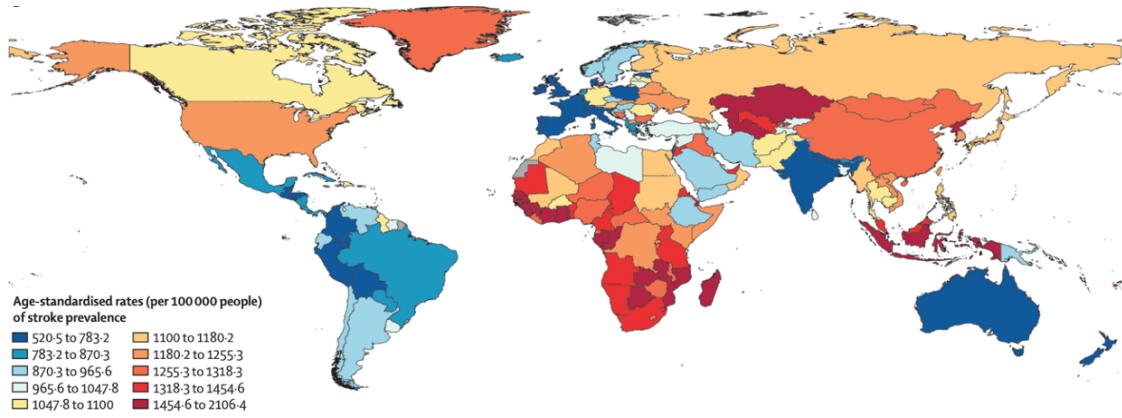 Age-standardised rates (per 100 000 people)
of stroke prevalence
520·5 to 783·2
783·2 to 870·3
870·3 to 965·6
965·6 to 1047·8
1047·8 to 1100
1100 to 1180·2
1180·2 to 1255·3
1255·3 to 1318·3
1318·3 to 1454·6
1454·6 to 2106·4